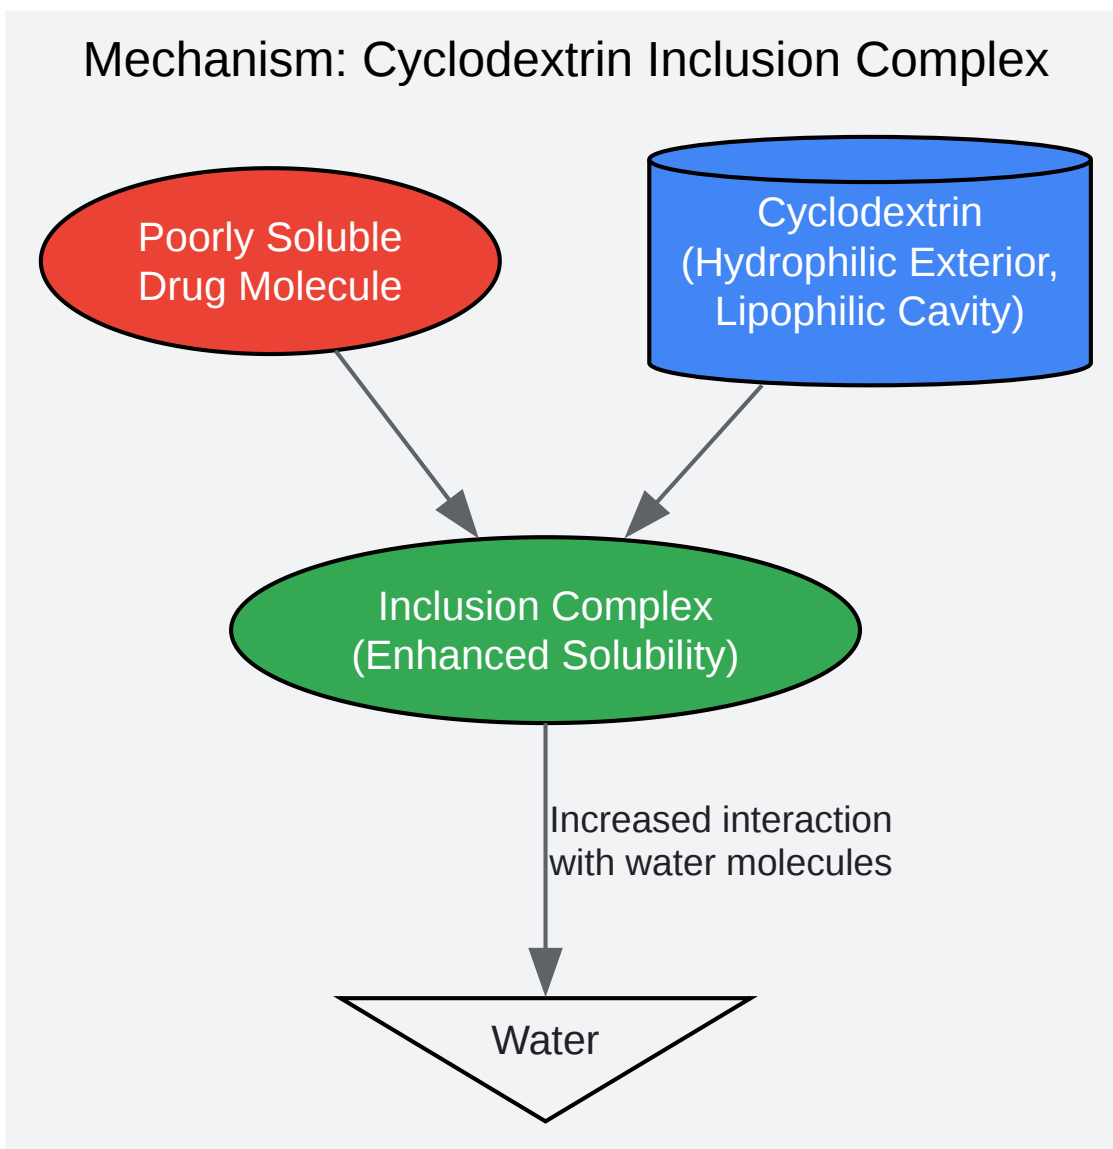 Mechanism: Cyclodextrin Inclusion Complex
Poorly Soluble
Drug Molecule
Cyclodextrin
(Hydrophilic Exterior,
Lipophilic Cavity)
Inclusion Complex
(Enhanced Solubility)
Increased interaction
with water molecules
Water